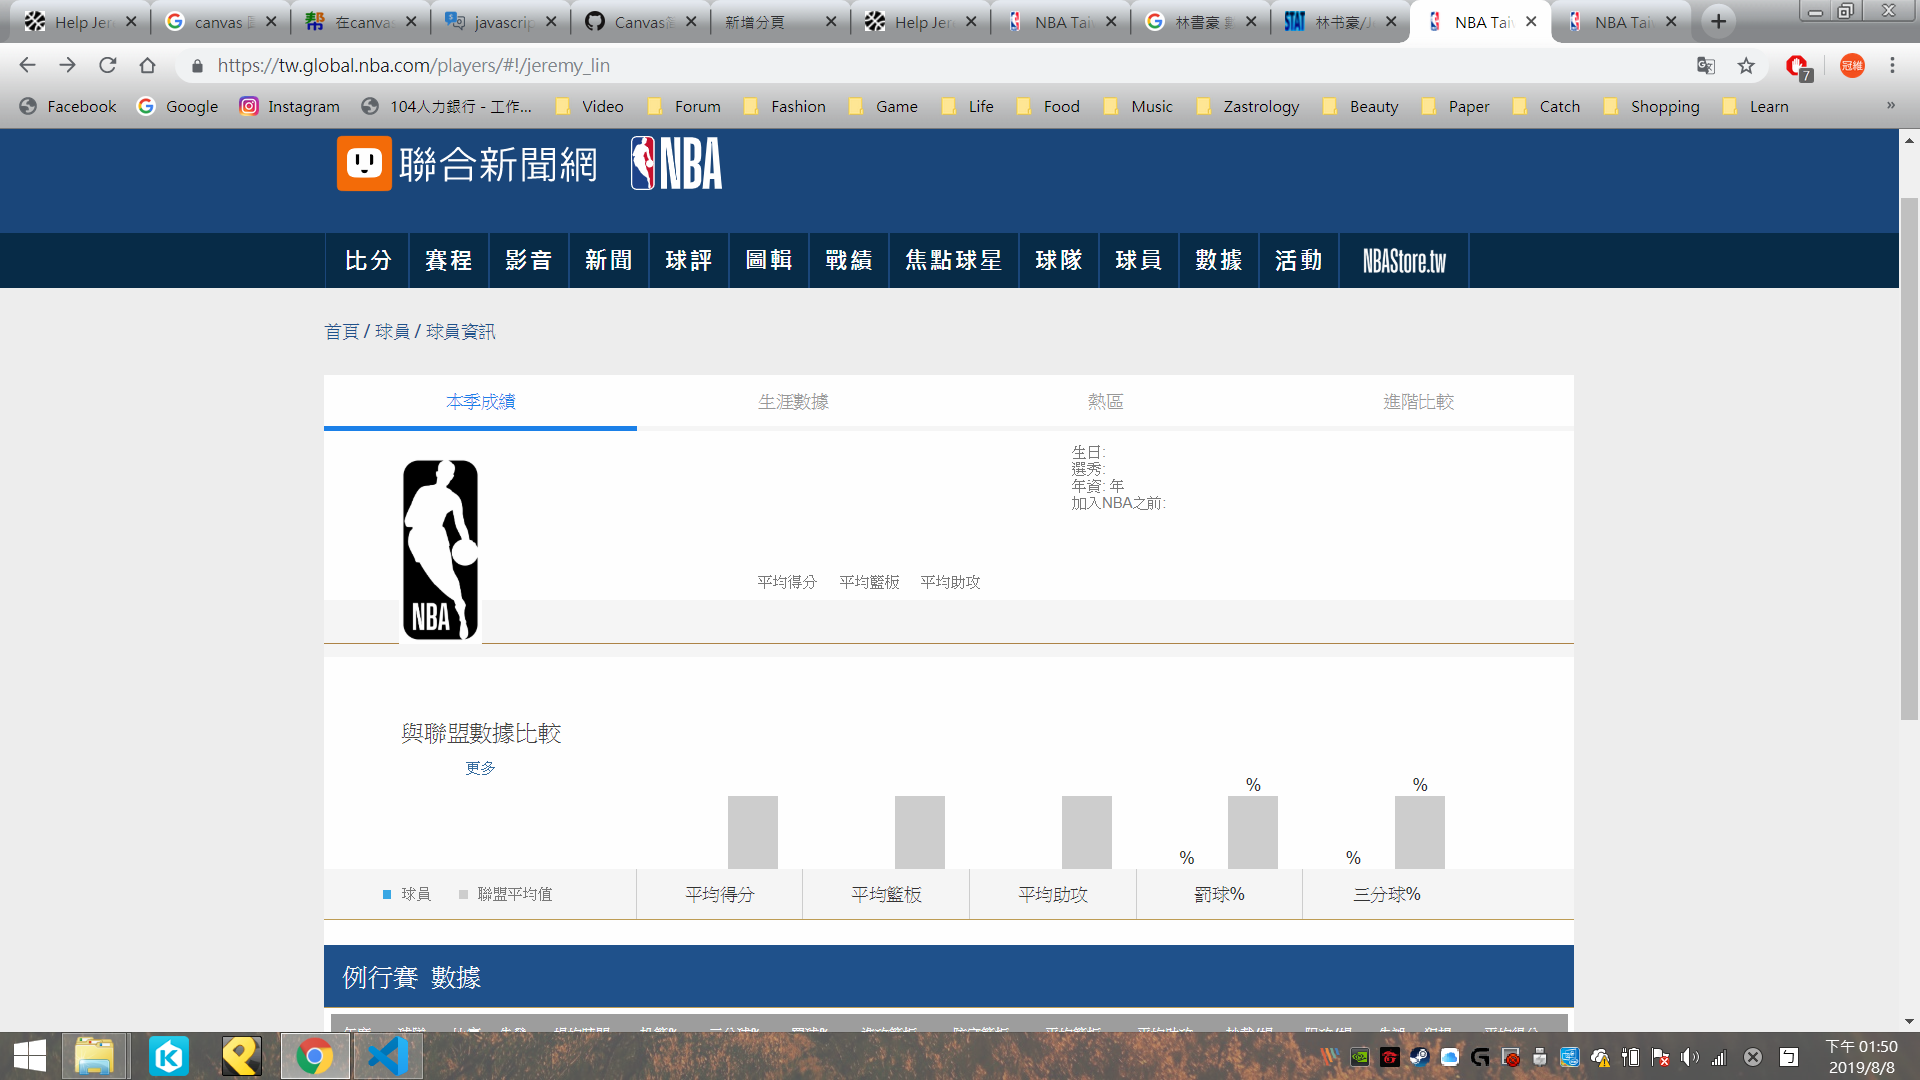 Help Jer
canvas
在canvas
javascrip
Canvas
新增分頁
Help Jer
NBA Tai
林書豪
林书豪/J
NBA Tai
NBA Tai
https://tw.global.nba.com/players/#!/jeremy_lin
7
冠維
Facebook
Google
Instagram
104人力銀行 - 工作...
Video
Forum
Fashion
Game
Life
Food
Music
Zastrology
Beauty
Paper
Catch
Shopping
Learn
»
聯合新聞網 NBA
比分 賽程 影音 新聞 球評 圖輯 戰績 焦點球星 球隊 球員 數據 活動 NBAStore.tw
首頁 / 球員 / 球員資訊
本季成績 生涯數據 熱區 進階比較
生日:
選秀:
年資: 年
加入NBA之前:
平均得分 平均籃板 平均助攻
NBA
與聯盟數據比較
更多
% %
% %
球員 聯盟平均值 平均得分 平均籃板 平均助攻 罰球% 三分球%
例行賽 數據
下午 01:50
2019/8/8